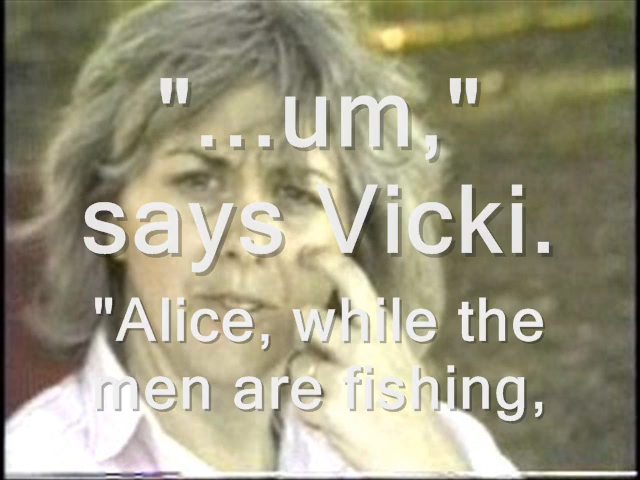 "...um,"
says Vicki.
"Alice, while the
men are fishing,